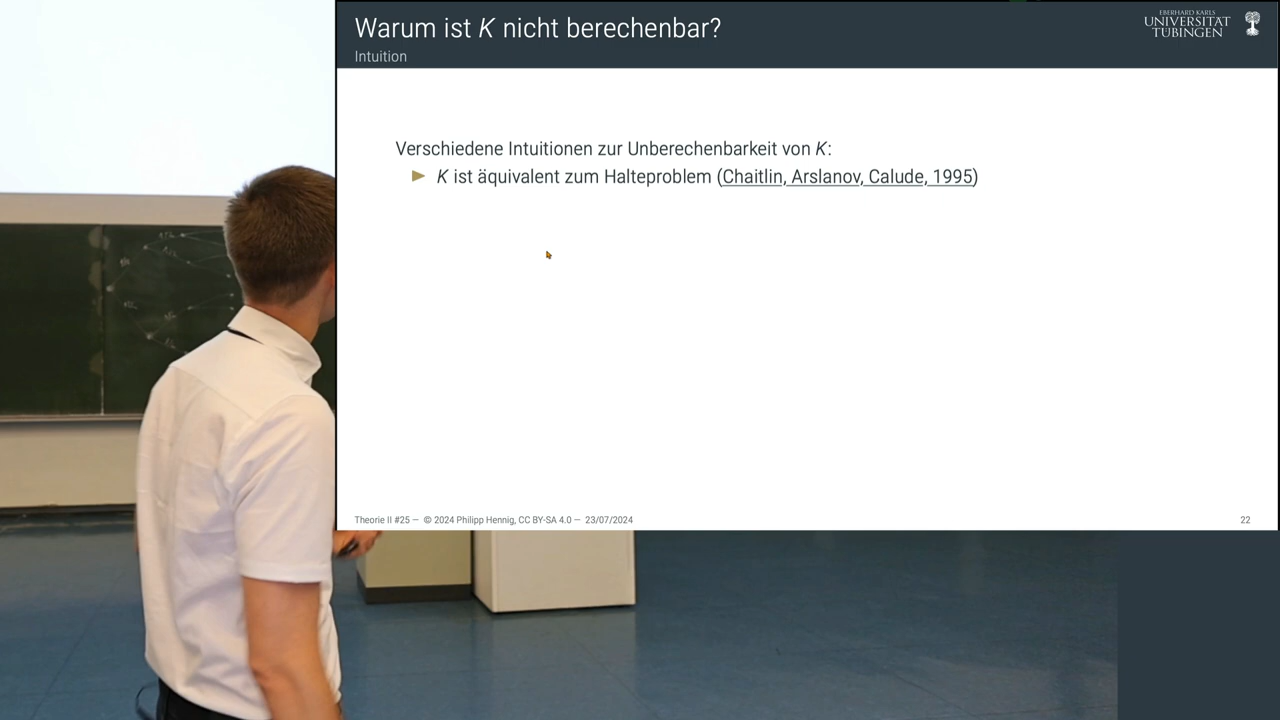 Warum ist K nicht berechenbar?
Intuition
EBERHARD KARLS
UNIVERSITÄT
TÜBINGEN
Verschiedene Intuitionen zur Unberechenbarkeit von K:
K ist äquivalent zum Halteproblem (Chaitlin, Arslanov, Calude, 1995)
Theorie II #25 — © 2024 Philipp Hennig, CC BY-SA 4.0 — 23/07/2024
22